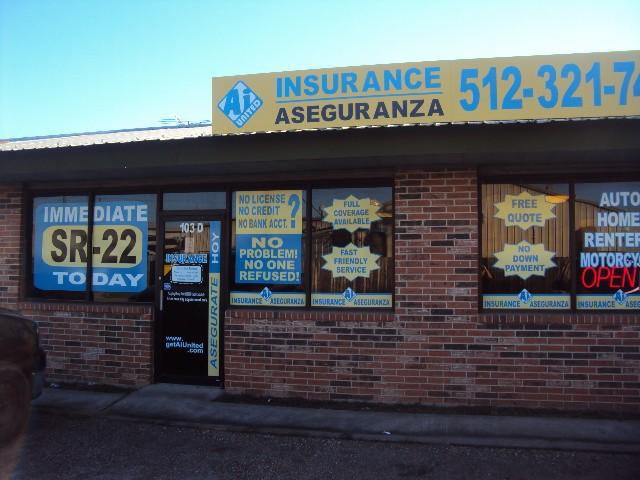 Ai
UNITED
INSURANCE
ASEGURANZA
512-321-74
IMMEDIATE
SR-22
TODAY
103 D
INSURANCE
ASEGURATE HOY
www.
getAiUnited
.com
NO LICENSE
NO CREDIT
NO BANK ACCT.
?
NO
PROBLEM!
NO ONE
REFUSED!
FULL
COVERAGE
AVAILABLE
FAST
FRIENDLY
SERVICE
INSURANCE ASEGURANZA
INSURANCE ASEGURANZA
FREE
QUOTE
NO DOWN
PAYMENT
AUTO
HOME
RENTER
MOTORCY
OPEN
INSURANCE ASEGURANZA
INSURANCE ASEGURANZA